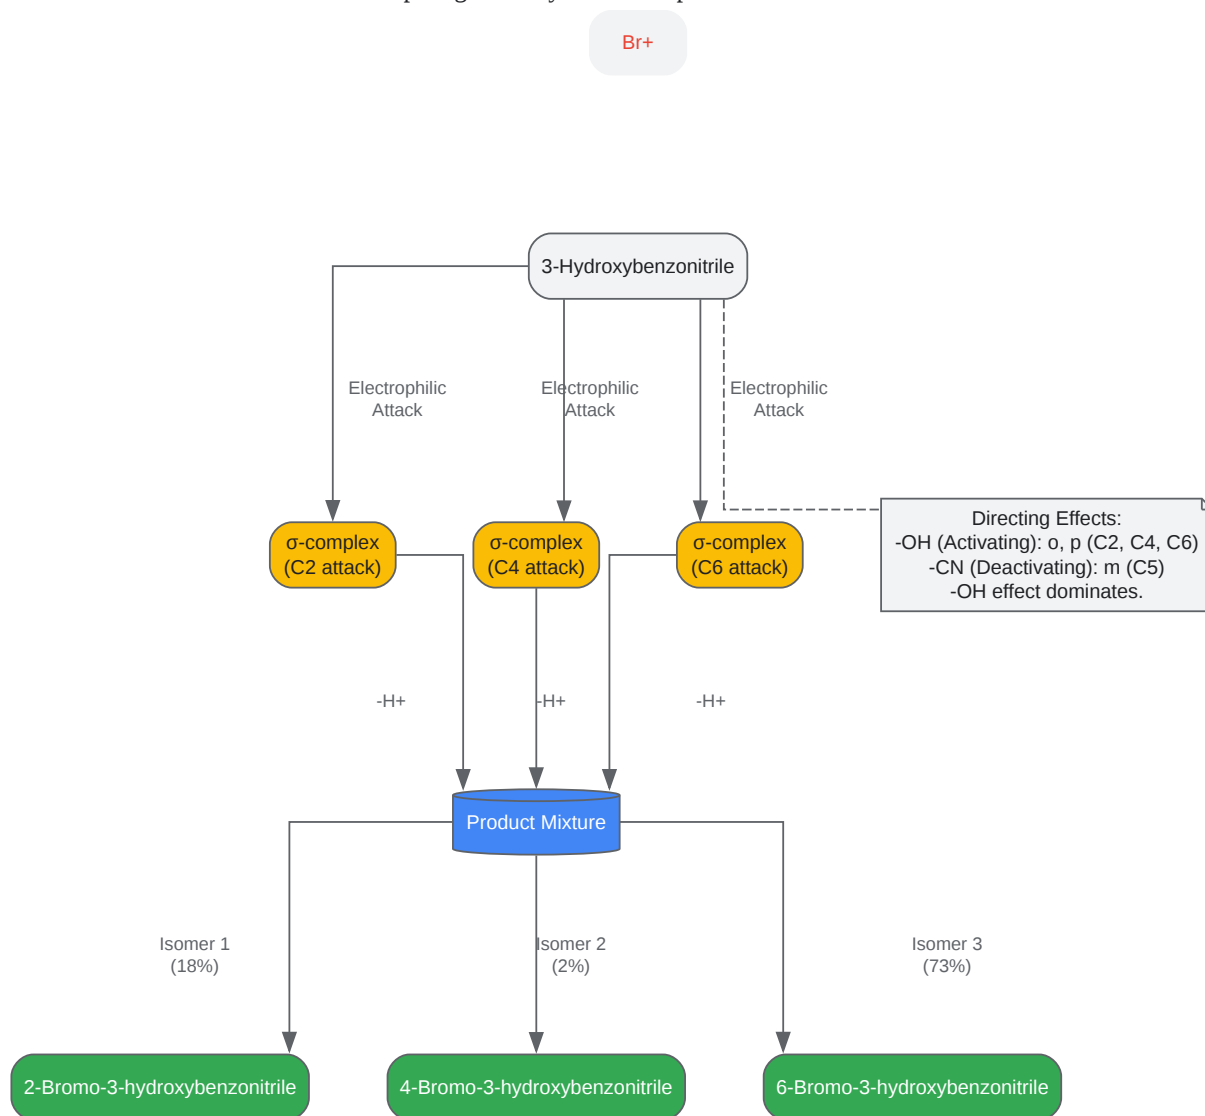 Br+
3-Hydroxybenzonitrile
Electrophilic
Attack
Electrophilic
Attack
Electrophilic
Attack
σ-complex
(C2 attack)
σ-complex
(C4 attack)
σ-complex
(C6 attack)
Directing Effects:
-OH (Activating): o, p (C2, C4, C6)
-CN (Deactivating): m (C5)
-OH effect dominates.
-H+
-H+
-H+
Product Mixture
Isomer 1
(18%)
Isomer 2
(2%)
Isomer 3
(73%)
2-Bromo-3-hydroxybenzonitrile
4-Bromo-3-hydroxybenzonitrile
6-Bromo-3-hydroxybenzonitrile